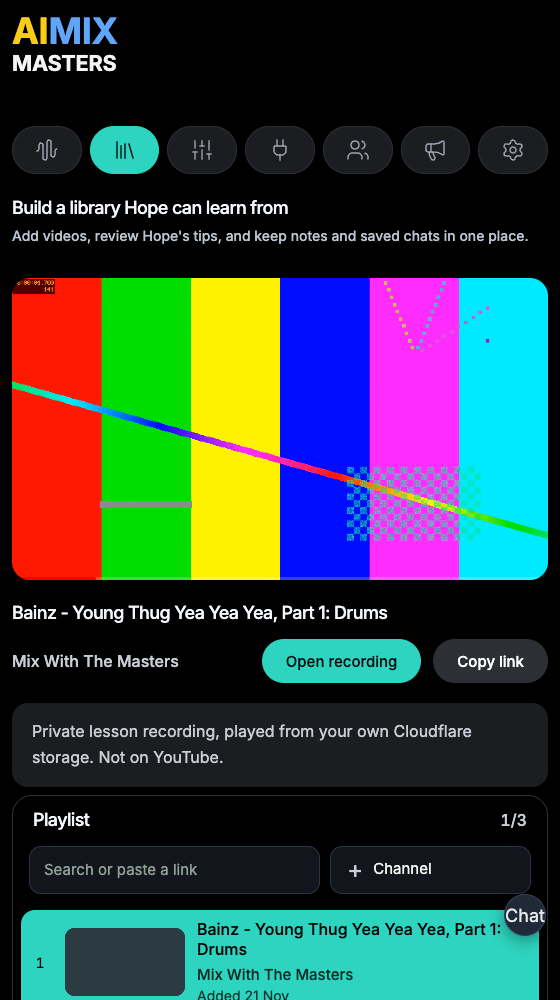 AIMIX
MASTERS
Build a library Hope can learn from
Add videos, review Hope's tips, and keep notes and saved chats in one place.
141
Bainz - Young Thug Yea Yea Yea, Part 1: Drums
Mix With The Masters
Open recording
Copy link
Private lesson recording, played from your own Cloudflare
storage. Not on YouTube.
Playlist
1/3
Search or paste a link
+ Channel
Chat
1
Bainz - Young Thug Yea Yea Yea, Part 1:
Drums
Mix With The Masters
Added 21 Nov